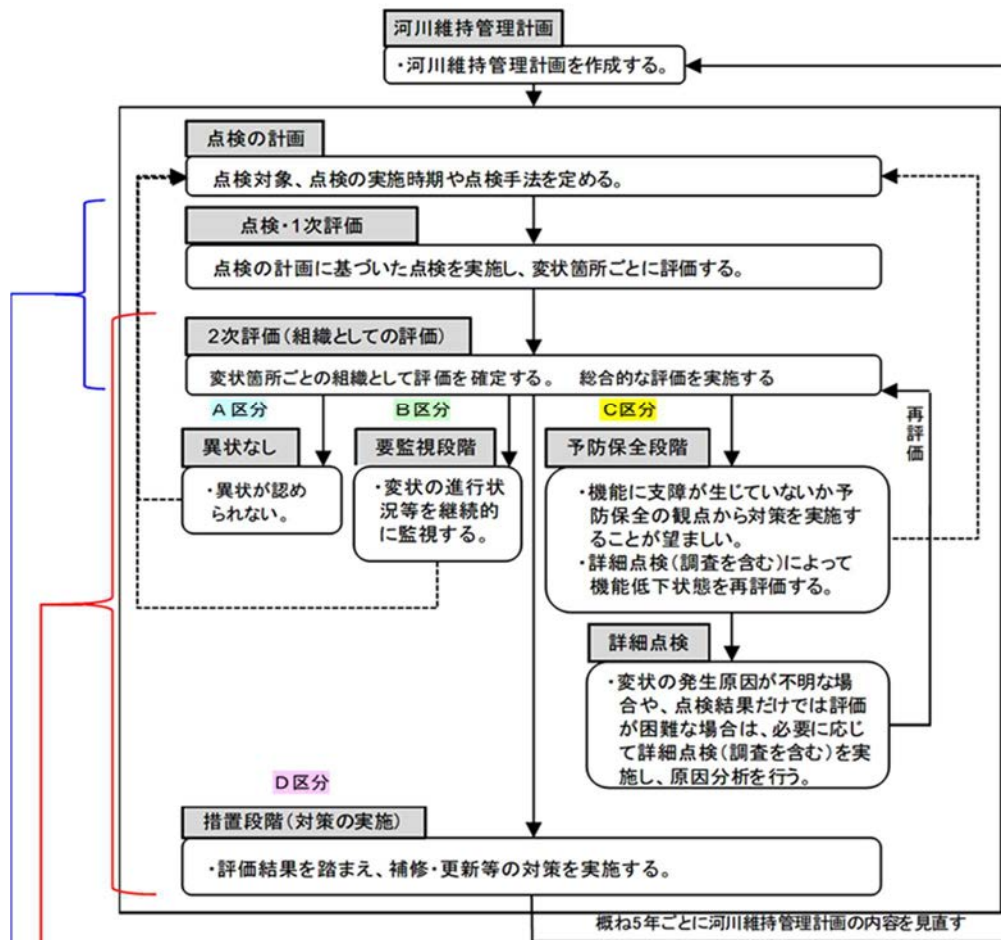 河川維持管理計画
・河川維持管理計画を作成する。
点検の計画
点検対象、点検の実施時期や点検手法を定める。
点検・1次評価
点検の計画に基づいた点検を実施し、変状箇所ごとに評価する。
2次評価(組織としての評価)
変状箇所ごとの組織として評価を確定する。 総合的な評価を実施する
A区分
B区分
C区分
再評価
異状なし
・異状が認め
られない。
要監視段階
・変状の進行状
況等を継続的
に監視する。
予防保全段階
・機能に支障が生じていないか予
防保全の観点から対策を実施す
ることが望ましい。
・詳細点検(調査を含む)によって
機能低下状態を再評価する。
詳細点検
・変状の発生原因が不明な場
合や、点検結果だけでは評価
が困難な場合は、必要に応じ
て詳細点検(調査を含む)を実
施し、原因分析を行う。
D区分
措置段階(対策の実施)
・評価結果を踏まえ、補修・更新等の対策を実施する。
概ね5年ごとに河川維持管理計画の内容を見直す